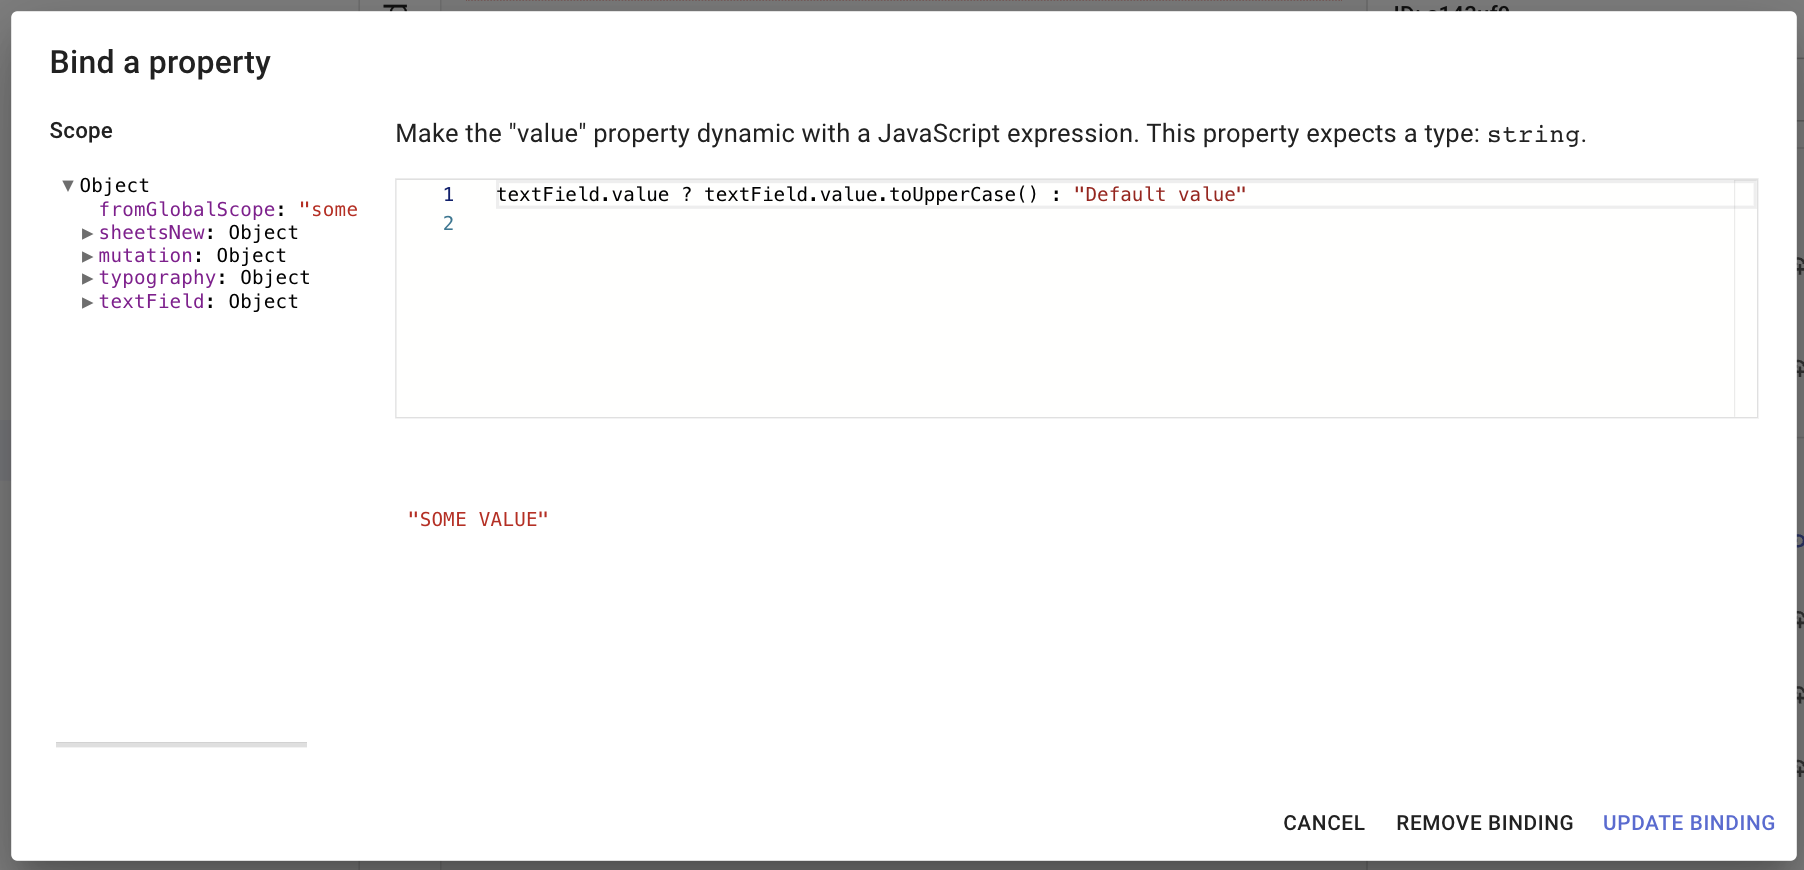 Bind a property
Scope
Make the "value" property dynamic with a JavaScript expression. This property expects a type: string.
▼ Object
fromGlobalScope: "some
▶ sheetsNew: Object
▶ mutation: Object
▶ typography: Object
▶ textField: Object
1 textField.value ? textField.value.toUpperCase() : "Default value"
2
"SOME VALUE"
CANCEL REMOVE BINDING UPDATE BINDING